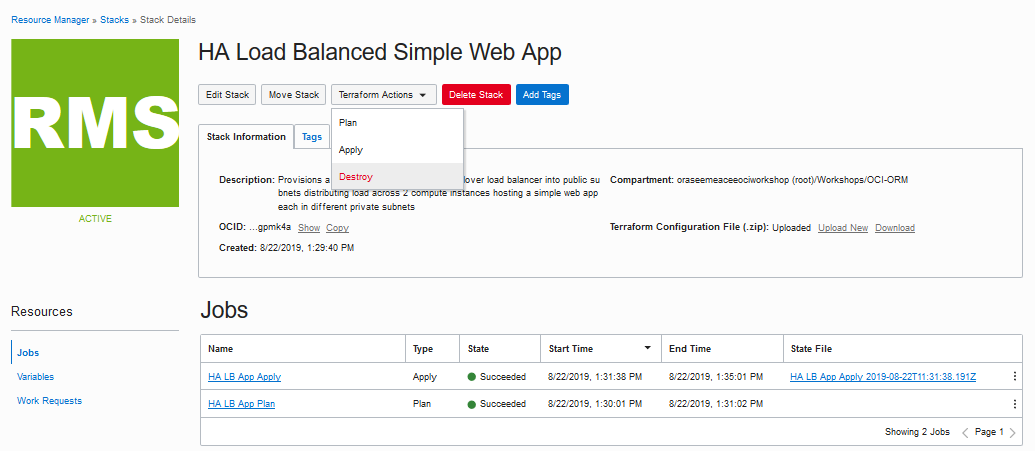 Resource Manager » Stacks » Stack Details
RMS
ACTIVE
HA Load Balanced Simple Web App
Edit Stack Move Stack Terraform Actions Delete Stack Add Tags
Plan
Apply
Destroy
Stack Information Tags
Description: Provisions a lover load balancer into public su
bnets distributing load across 2 compute instances hosting a simple web app
each in different private subnets
OCID: ...gpmk4a Show Copy
Created: 8/22/2019, 1:29:40 PM
Compartment: oraseemeaceeociworkshop (root)/Workshops/OCI-ORM
Terraform Configuration File (.zip): Uploaded Upload New Download
Resources
Jobs
Variables
Work Requests
Jobs
Name Type State Start Time End Time State File
HA LB App Apply Apply Succeeded 8/22/2019, 1:31:38 PM 8/22/2019, 1:35:01 PM HA LB App Apply 2019-08-22T11:31:38.191Z
HA LB App Plan Plan Succeeded 8/22/2019, 1:30:01 PM 8/22/2019, 1:31:02 PM
Showing 2 Jobs < Page 1 >